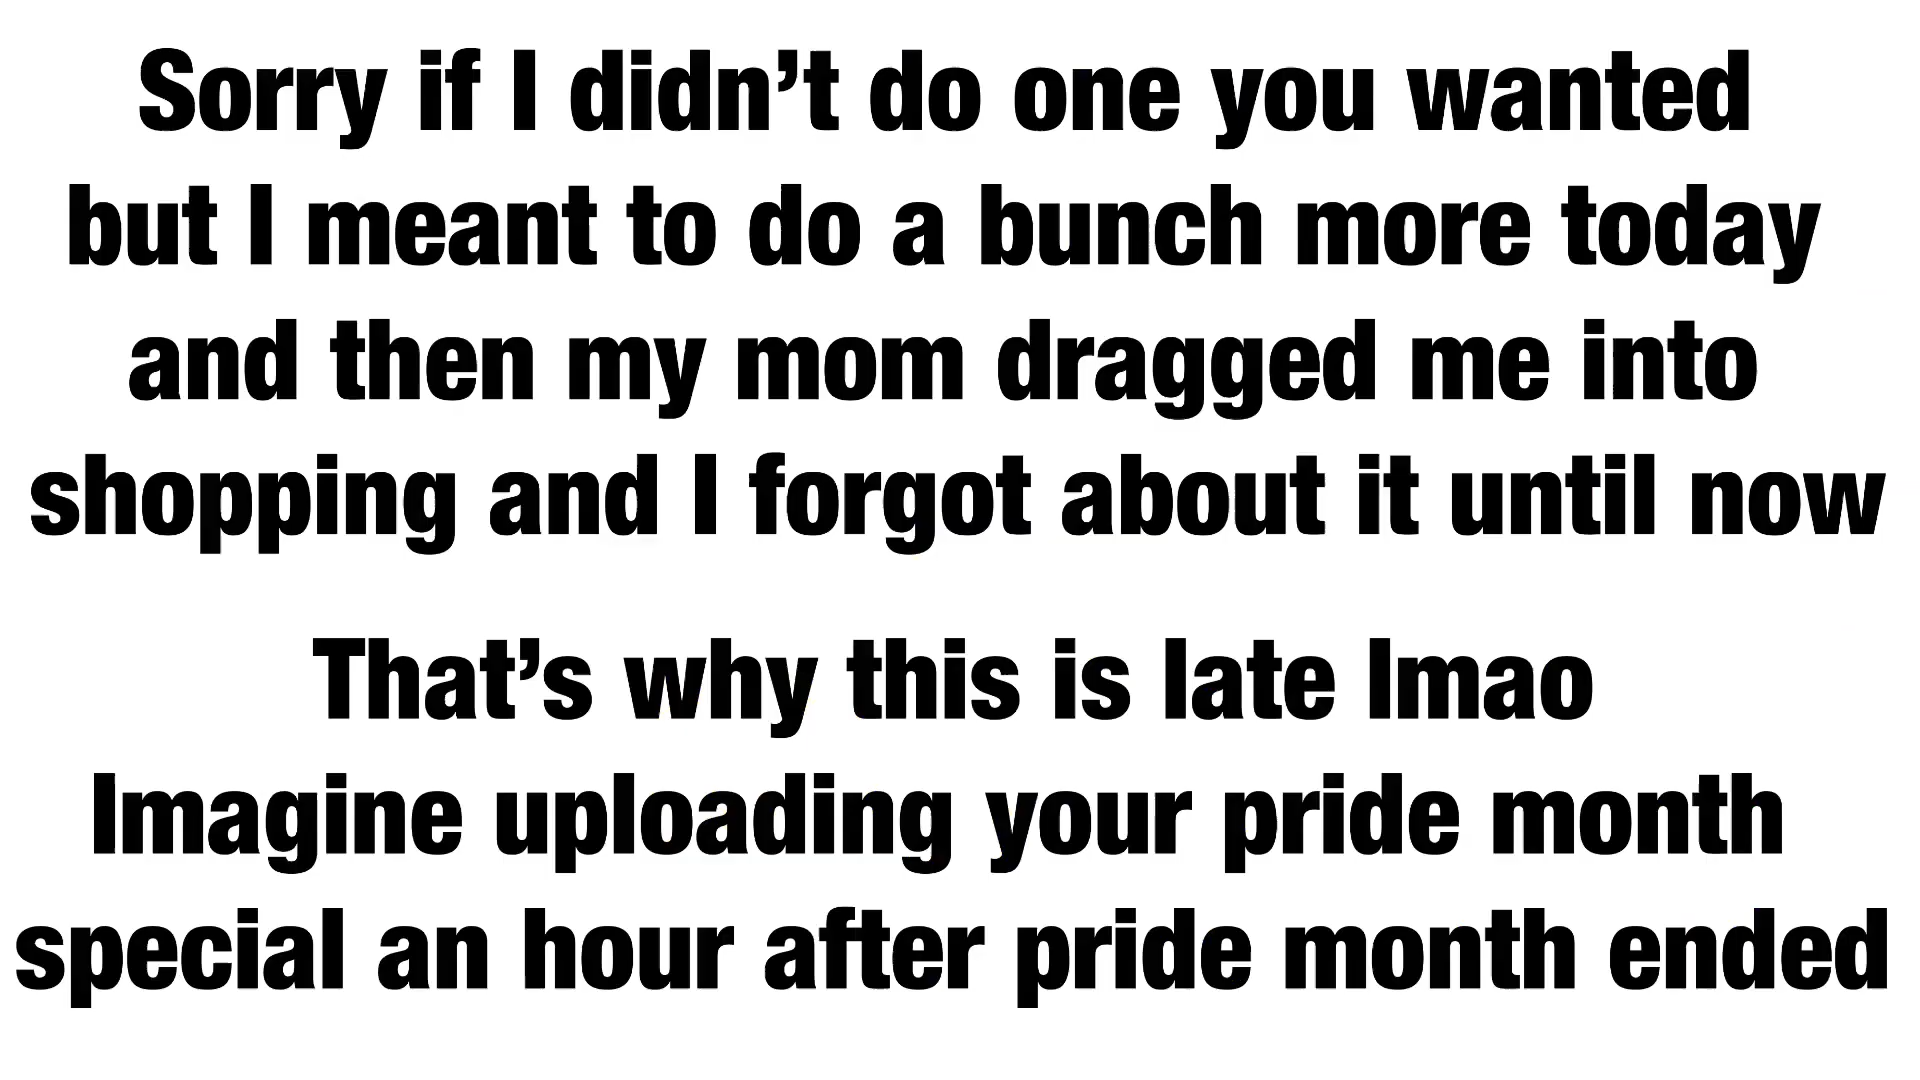 Sorry if I didn’t do one you wanted
but I meant to do a bunch more today
and then my mom dragged me into
shopping and I forgot about it until now
That’s why this is late lmao
Imagine uploading your pride month
special an hour after pride month ended